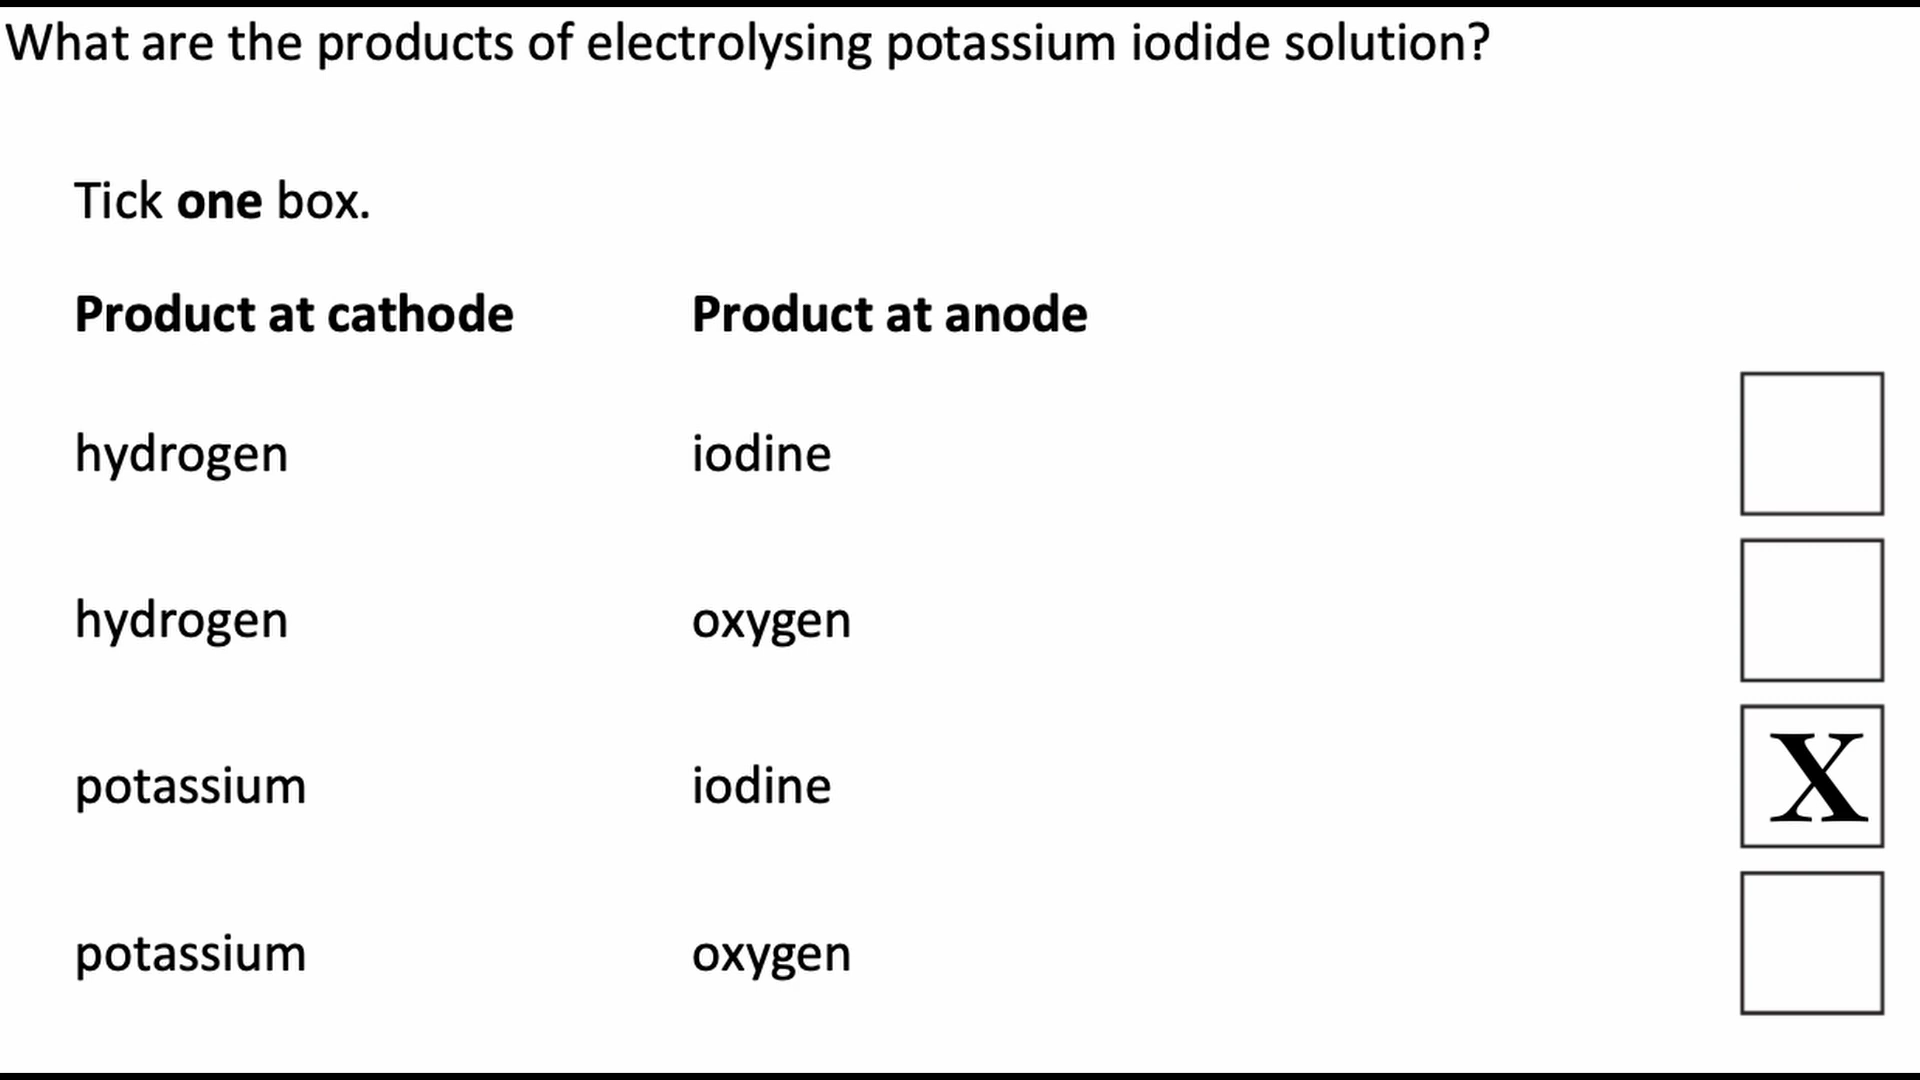 What are the products of electrolysing potassium iodide solution?
Tick one box.
Product at cathode Product at anode
hydrogen iodine
hydrogen oxygen
potassium iodine X
potassium oxygen